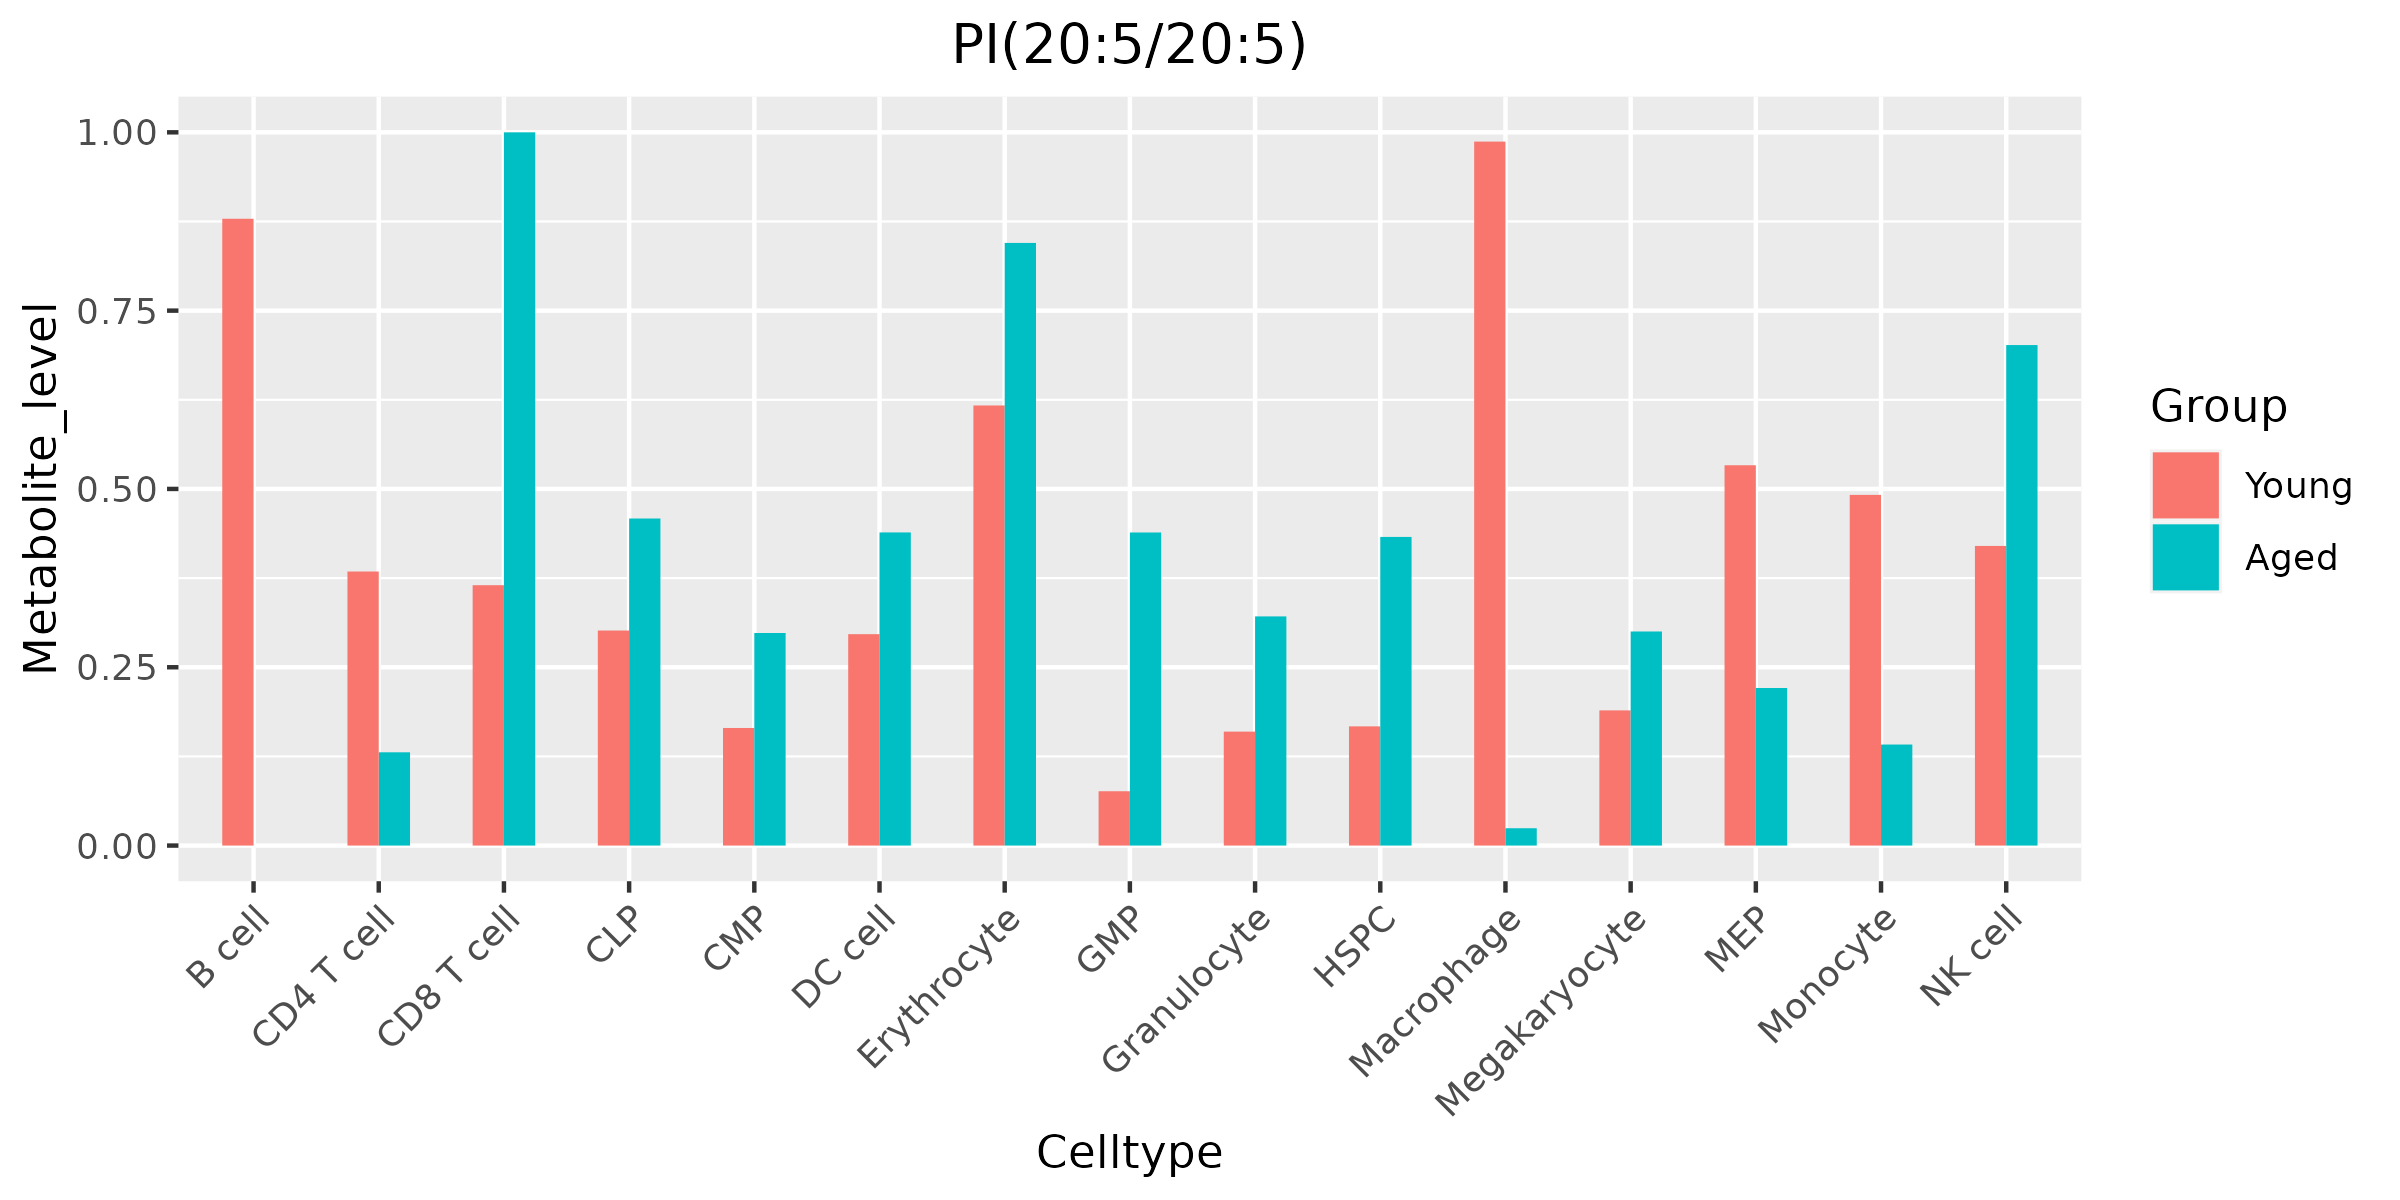 PI(20:5/20:5)
Metabolite_level
1.00
0.75
0.50
0.25
0.00
B cell
CD4 T cell
CD8 T cell
CLP
CMP
DC cell
Erythrocyte
GMP
Granulocyte
HSPC
Macrophage
Megakaryocyte
MEP
Monocyte
NK cell
Celltype
Group
Young
Aged